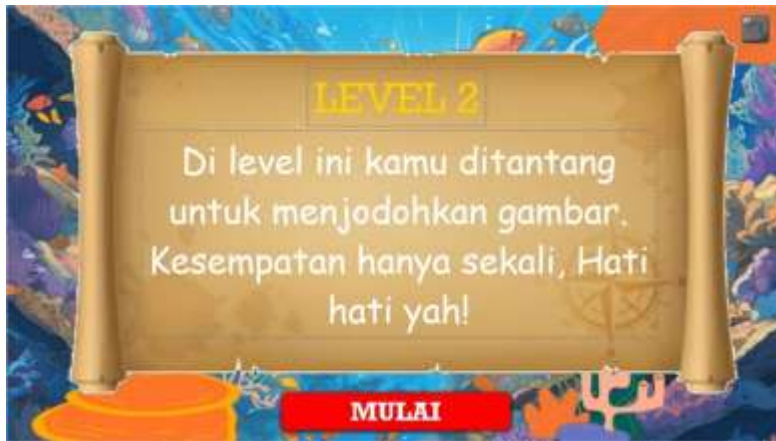 LEVEL 2
Di level ini kamu ditantang
untuk menjodohkan gambar.
Kesempatan hanya sekali, Hati
hati yah!
MULAI